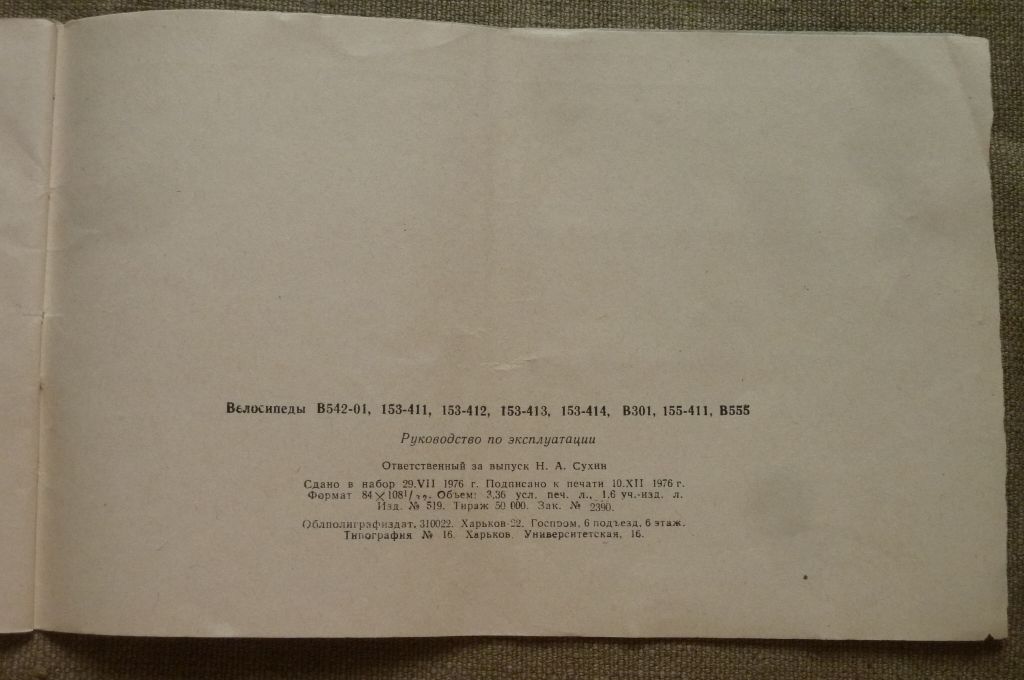 Велосипеды В542-01, 153-411, 153-412, 153-413, 153-414, В301, 155-411, В555
Руководство по эксплуатации
Ответственный за выпуск Н. А. Сухин
Сдано в набор 29.VII 1976 г. Подписано к печати 10.XII 1976 г.
Формат 84×108¹/₃₂. Объем: 3,36 усл. печ. л., 1,6 уч.-изд. л.
Изд. № 519. Тираж 50 000. Зак. № 2390.
Облполиграфиздат, 310022. Харьков-22. Госпром, 6 подъезд, 6 этаж.
Типография № 16. Харьков. Университетская, 16.